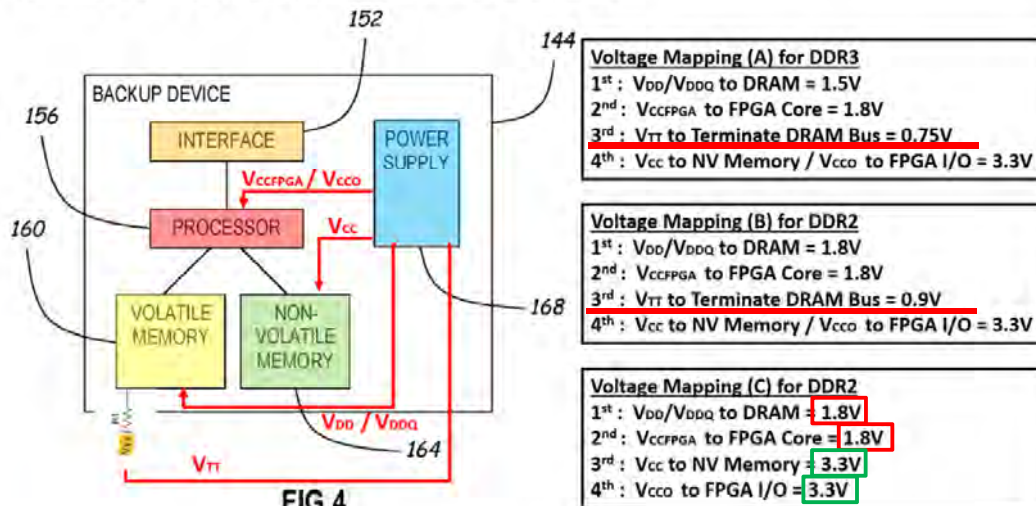 152
144
BACKUP DEVICE
156
INTERFACE
POWER
SUPPLY
VCCFPGA / VCCO
PROCESSOR
VCC
160
VOLATILE
MEMORY
NON-
VOLATILE
MEMORY
168
VDD / VDDQ
164
VTT
FIG.4
Voltage Mapping (A) for DDR3
1st : VDD/VDDQ to DRAM = 1.5V
2nd : VCCFPGA to FPGA Core = 1.8V
3rd : VTT to Terminate DRAM Bus = 0.75V
4th : VCC to NV Memory / VCCO to FPGA I/O = 3.3V
Voltage Mapping (B) for DDR2
1st : VDD/VDDQ to DRAM = 1.8V
2nd : VCCFPGA to FPGA Core = 1.8V
3rd : VTT to Terminate DRAM Bus = 0.9V
4th : VCC to NV Memory / VCCO to FPGA I/O = 3.3V
Voltage Mapping (C) for DDR2
1st : VDD/VDDQ to DRAM = 1.8V
2nd : VCCFPGA to FPGA Core = 1.8V
3rd : VCC to NV Memory = 3.3V
4th : VCCO to FPGA I/O = 3.3V